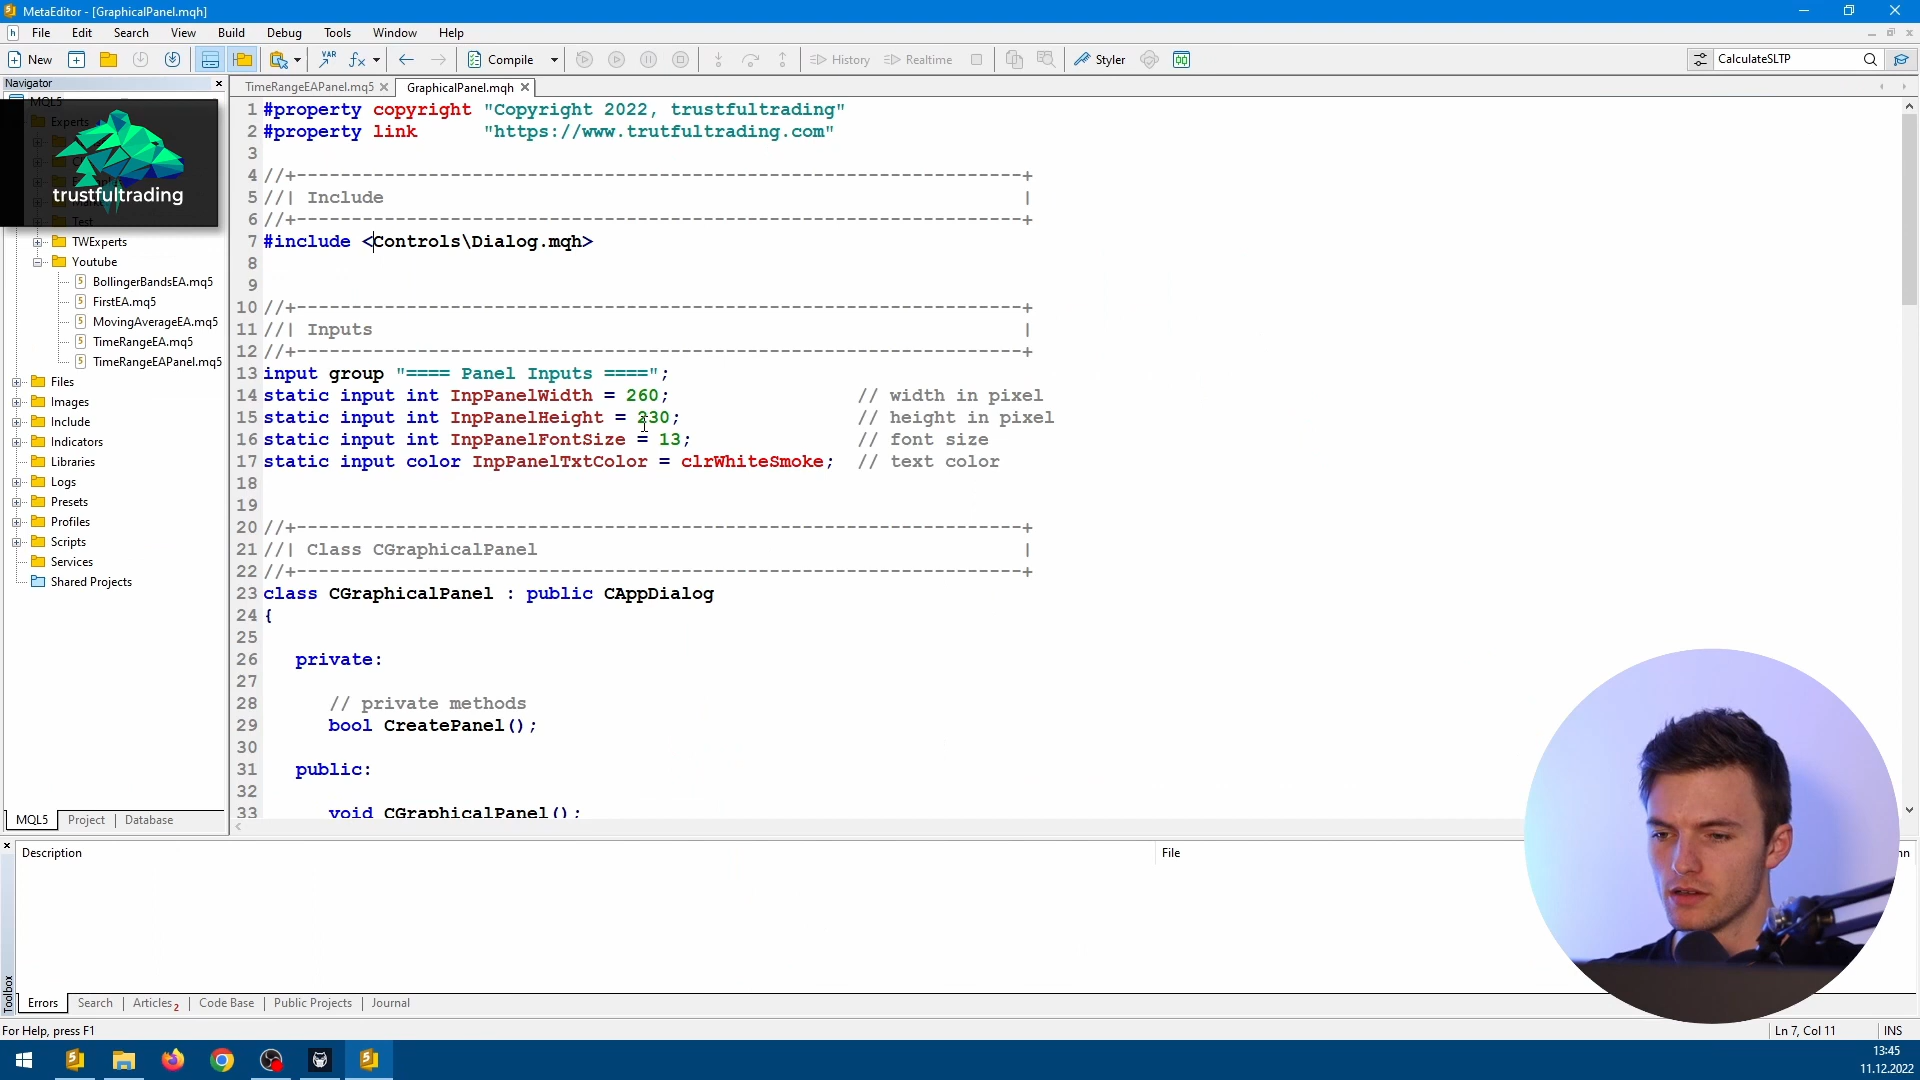 MetaEditor - [GraphicalPanel.mqh]
File Edit Search View Build Debug Tools Window Help
New Compile History Realtime Styler CalculateSLTP
Navigator
TimeRangeEAPanel.mq5 GraphicalPanel.mqh
MQL5
Experts
trustfultrading
Test
TWExperts
Youtube
BollingerBandsEA.mq5
FirstEA.mq5
MovingAverageEA.mq5
TimeRangeEA.mq5
TimeRangeEAPanel.mq5
Files
Images
Include
Indicators
Libraries
Logs
Presets
Profiles
Scripts
Services
Shared Projects
MQL5 Project Database
1 #property copyright "Copyright 2022, trustfultrading"
2 #property link      "https://www.trutfultrading.com"
3
4 //+------------------------------------------------------------------+
5 //| Include                                                          |
6 //+------------------------------------------------------------------+
7 #include <Controls\Dialog.mqh>
8
9
10 //+------------------------------------------------------------------+
11 //| Inputs                                                           |
12 //+------------------------------------------------------------------+
13 input group "==== Panel Inputs ====";
14 static input int InpPanelWidth = 260;                 // width in pixel
15 static input int InpPanelHeight = 230;                // height in pixel
16 static input int InpPanelFontSize = 13;               // font size
17 static input color InpPanelTxtColor = clrWhiteSmoke;  // text color
18
19
20 //+------------------------------------------------------------------+
21 //| Class CGraphicalPanel                                            |
22 //+------------------------------------------------------------------+
23 class CGraphicalPanel : public CAppDialog
24 {
25
26    private:
27
28       // private methods
29       bool CreatePanel();
30
31    public:
32
33       void CGraphicalPanel();
Description File
Toolbox
Errors Search Articles 2 Code Base Public Projects Journal
For Help, press F1 Ln 7, Col 11 INS
13:45
11.12.2022